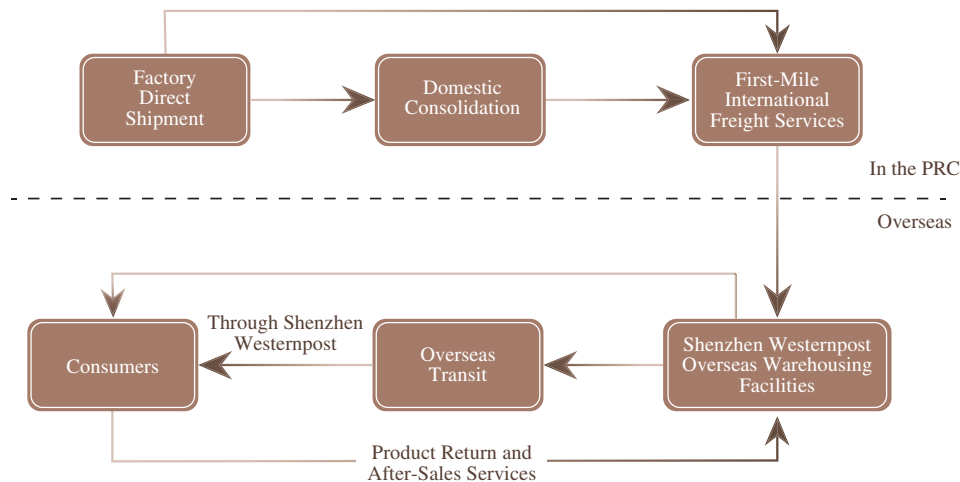 Factory
Direct
Shipment
Domestic
Consolidation
First-Mile
International
Freight Services
In the PRC
Overseas
Consumers
Through Shenzhen
Westernpost
Overseas
Transit
Shenzhen Westernpost
Overseas Warehousing
Facilities
Product Return and
After-Sales Services